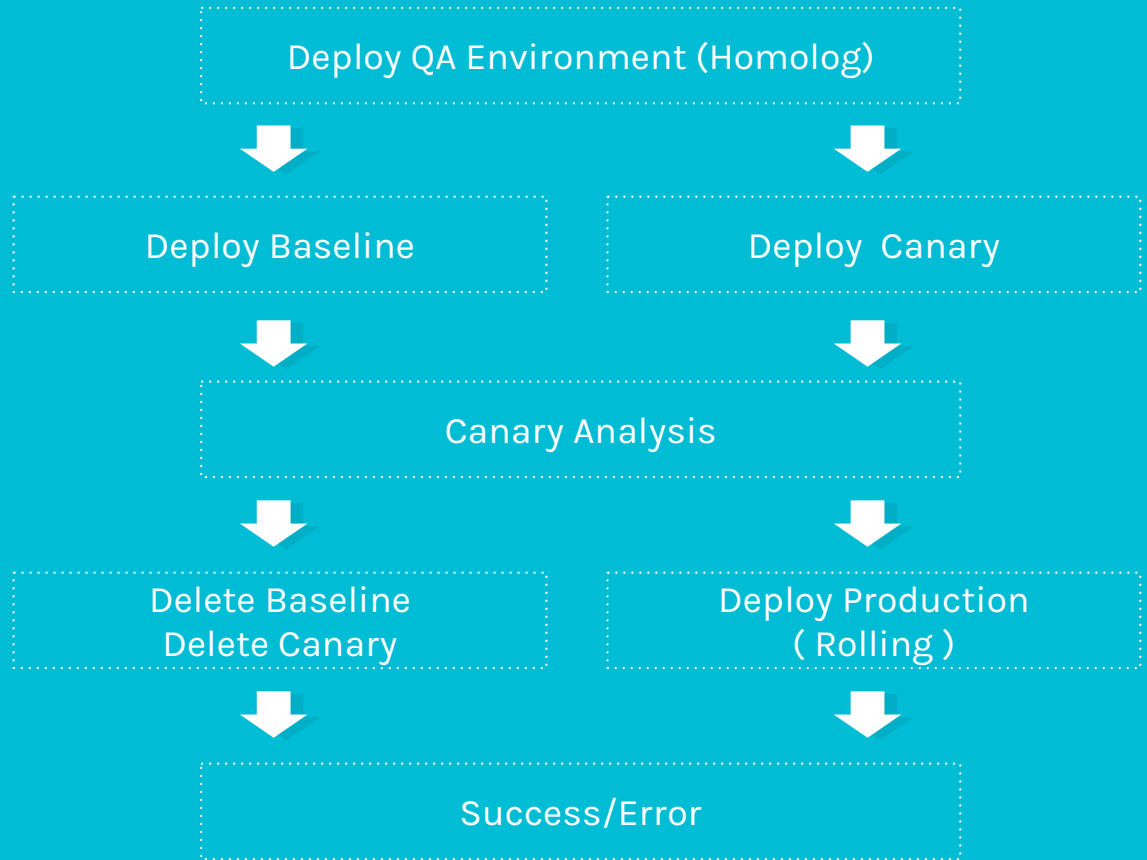 Deploy QA Environment (Homolog)
Deploy Baseline
Deploy  Canary
Canary Analysis
Delete Baseline
Delete Canary
Deploy Production
( Rolling )
Success/Error